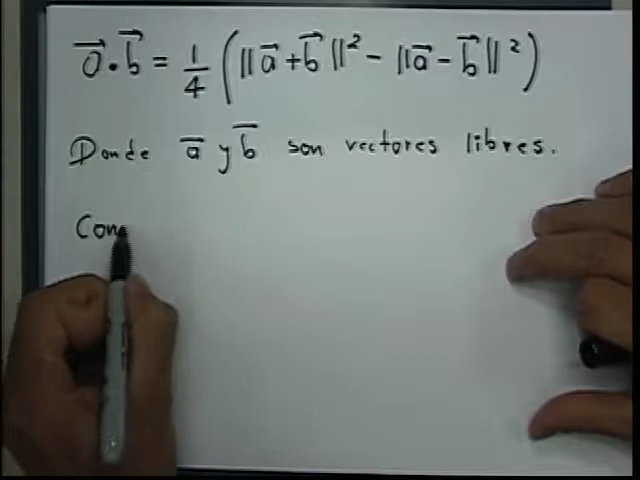 a⃗·b⃗ = 1/4 (||a⃗ + b⃗||² - ||a⃗ - b⃗||²)
Donde a⃗ y b⃗ son vectores libres.
Con